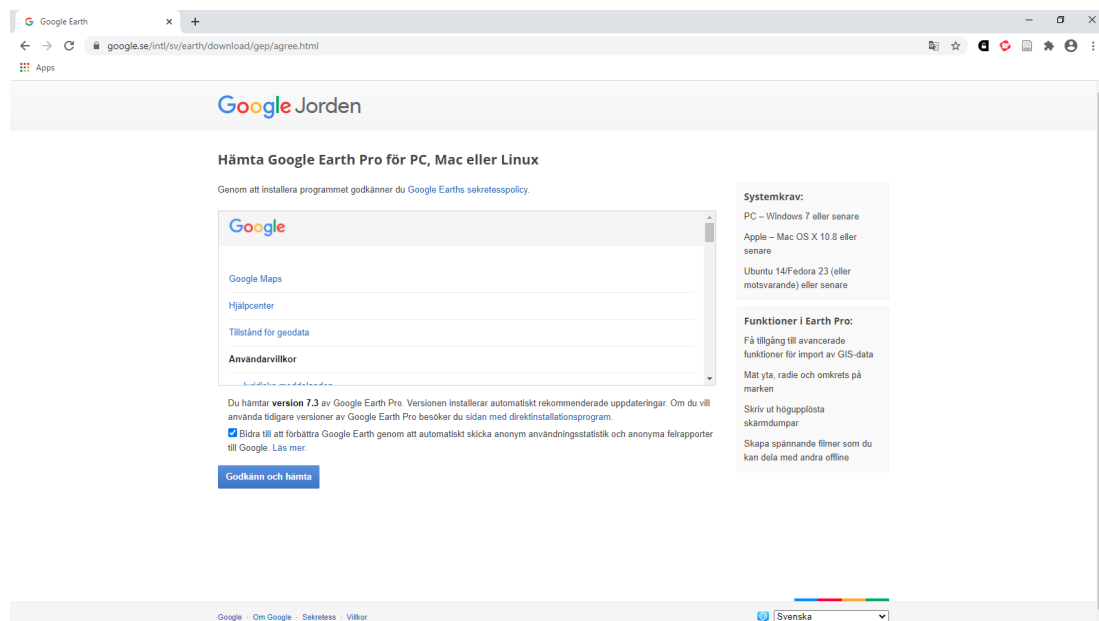 Google Earth
google.se/intl/sv/earth/download/gep/agree.html
Apps
Google Jorden
Hämta Google Earth Pro för PC, Mac eller Linux
Genom att installera programmet godkänner du Google Earths sekretesspolicy.
Google
Google Maps
Hjälpcenter
Tillstånd för geodata
Användarvillkor
Du hämtar version 7.3 av Google Earth Pro. Versionen installerar automatiskt rekommenderade uppdateringar. Om du vill
använda tidigare versioner av Google Earth Pro besöker du sidan med direktinstallationsprogram.
Bidra till att förbättra Google Earth genom att automatiskt skicka anonym användningsstatistik och anonyma felrapporter
till Google. Läs mer.
Godkänn och hämta
Systemkrav:
PC – Windows 7 eller senare
Apple – Mac OS X 10.8 eller
senare
Ubuntu 14/Fedora 23 (eller
motsvarande) eller senare
Funktioner i Earth Pro:
Få tillgång till avancerade
funktioner för import av GIS-data
Mät yta, radie och omkrets på
marken
Skriv ut högupplösta
skärmdumpar
Skapa spännande filmer som du
kan dela med andra offline
Google · Om Google · Sekretess · Villkor
Svenska